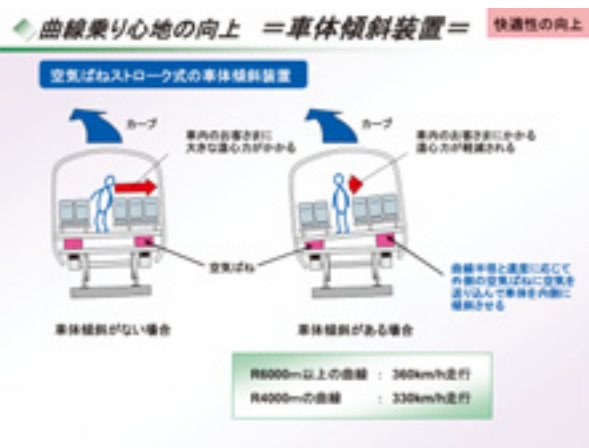 曲線乗り心地の向上 =車体傾斜装置=
快適性の向上
空気ばねストローク式の車体傾斜装置
カーブ
車内のお客さまに
大きな遠心力がかかる
カーブ
車内のお客さまにかかる
遠心力が軽減される
空気ばね
曲線半径と速度に応じて
外側の空気ばねに空気を
送り込んで車体を内側に
傾斜させる
車体傾斜がない場合
車体傾斜がある場合
R6000m以上の曲線 : 360km/h走行
R4000mの曲線 : 330km/h走行